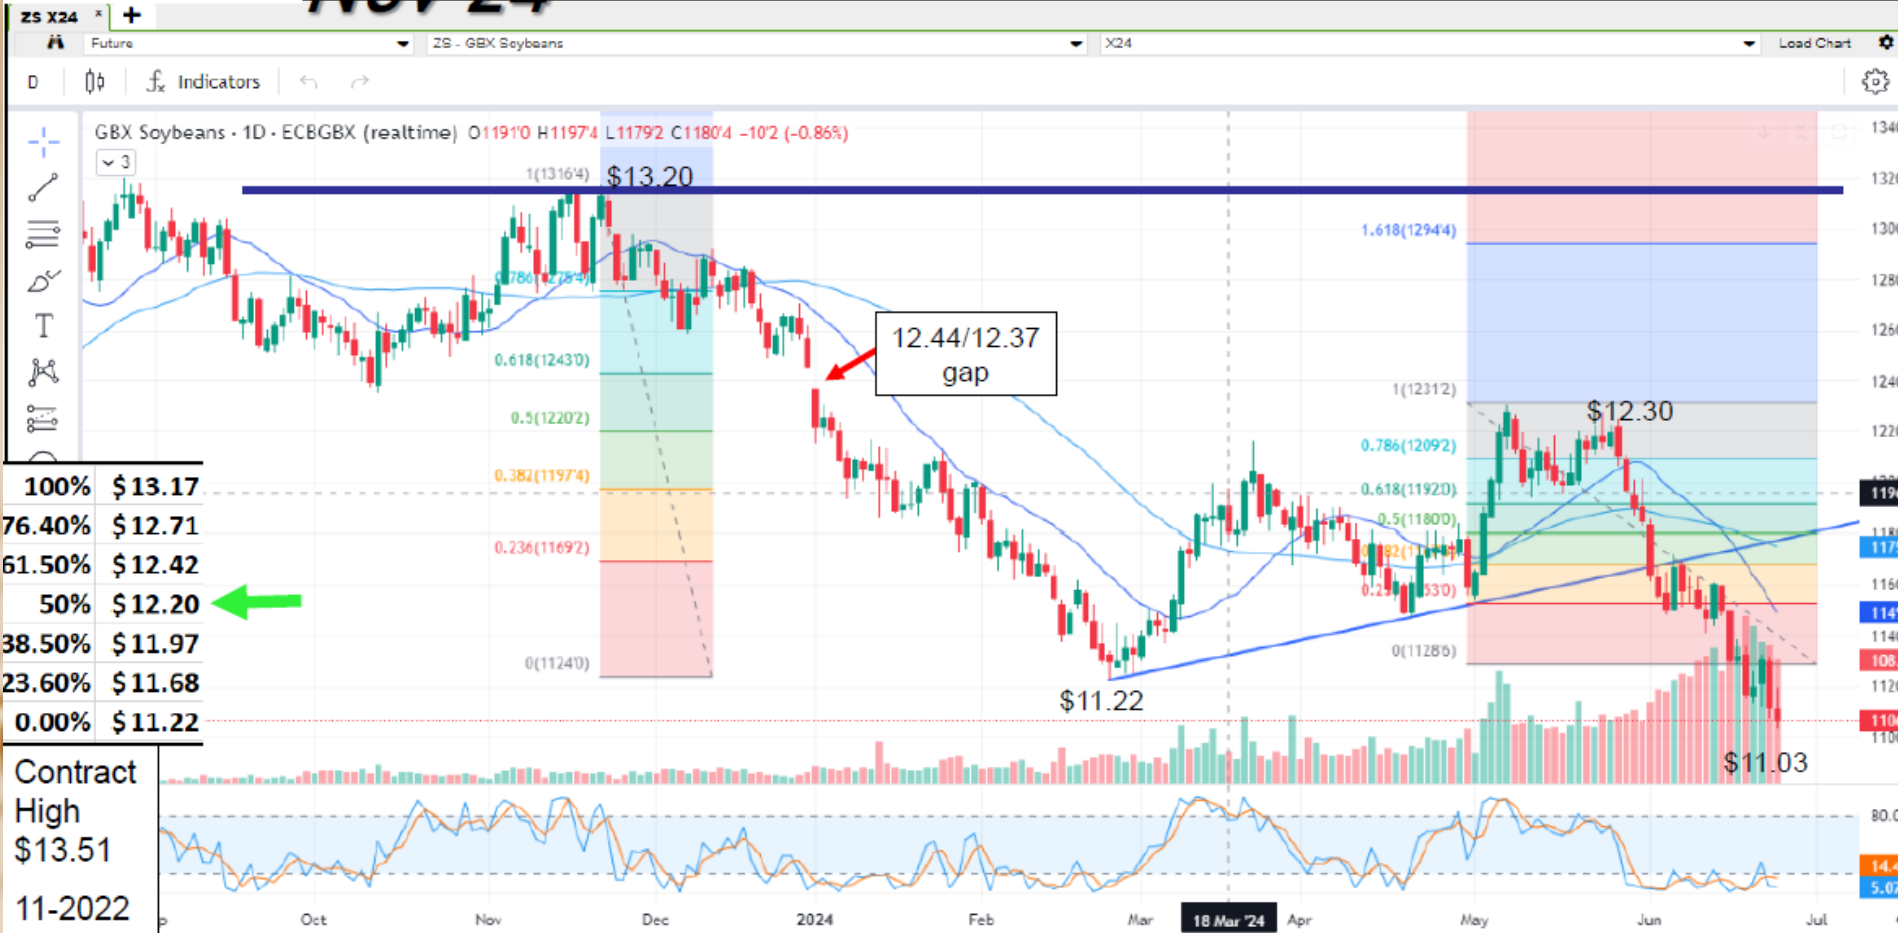 Nov 24
ZS X24 ×
+
Future
ZS - GBX Soybeans
X24
Load Chart
D
Indicators
GBX Soybeans · 1D · ECBGBX (realtime) O1191'0 H1197'4 L1179'2 C1180'4 −10'2 (−0.86%)
3
1(1316'4)
$13.20
1.618(1294'4)
12.44/12.37
gap
0.618(1243'0)
0.5(1220'2)
0.382(1197'4)
0.236(1169'2)
0(1124'0)
1(1231'2)
$12.30
0.786(1209'2)
0.618(1192'0)
0.5(1180'0)
0(1128'6)
$11.22
$11.03
T
100% $13.17
76.40% $12.71
61.50% $12.42
50% $12.20
38.50% $11.97
23.60% $11.68
0.00% $11.22
Contract
High
$13.51
11-2022
Oct
Nov
Dec
2024
Feb
Mar
18 Mar '24
Apr
May
Jun
Jul